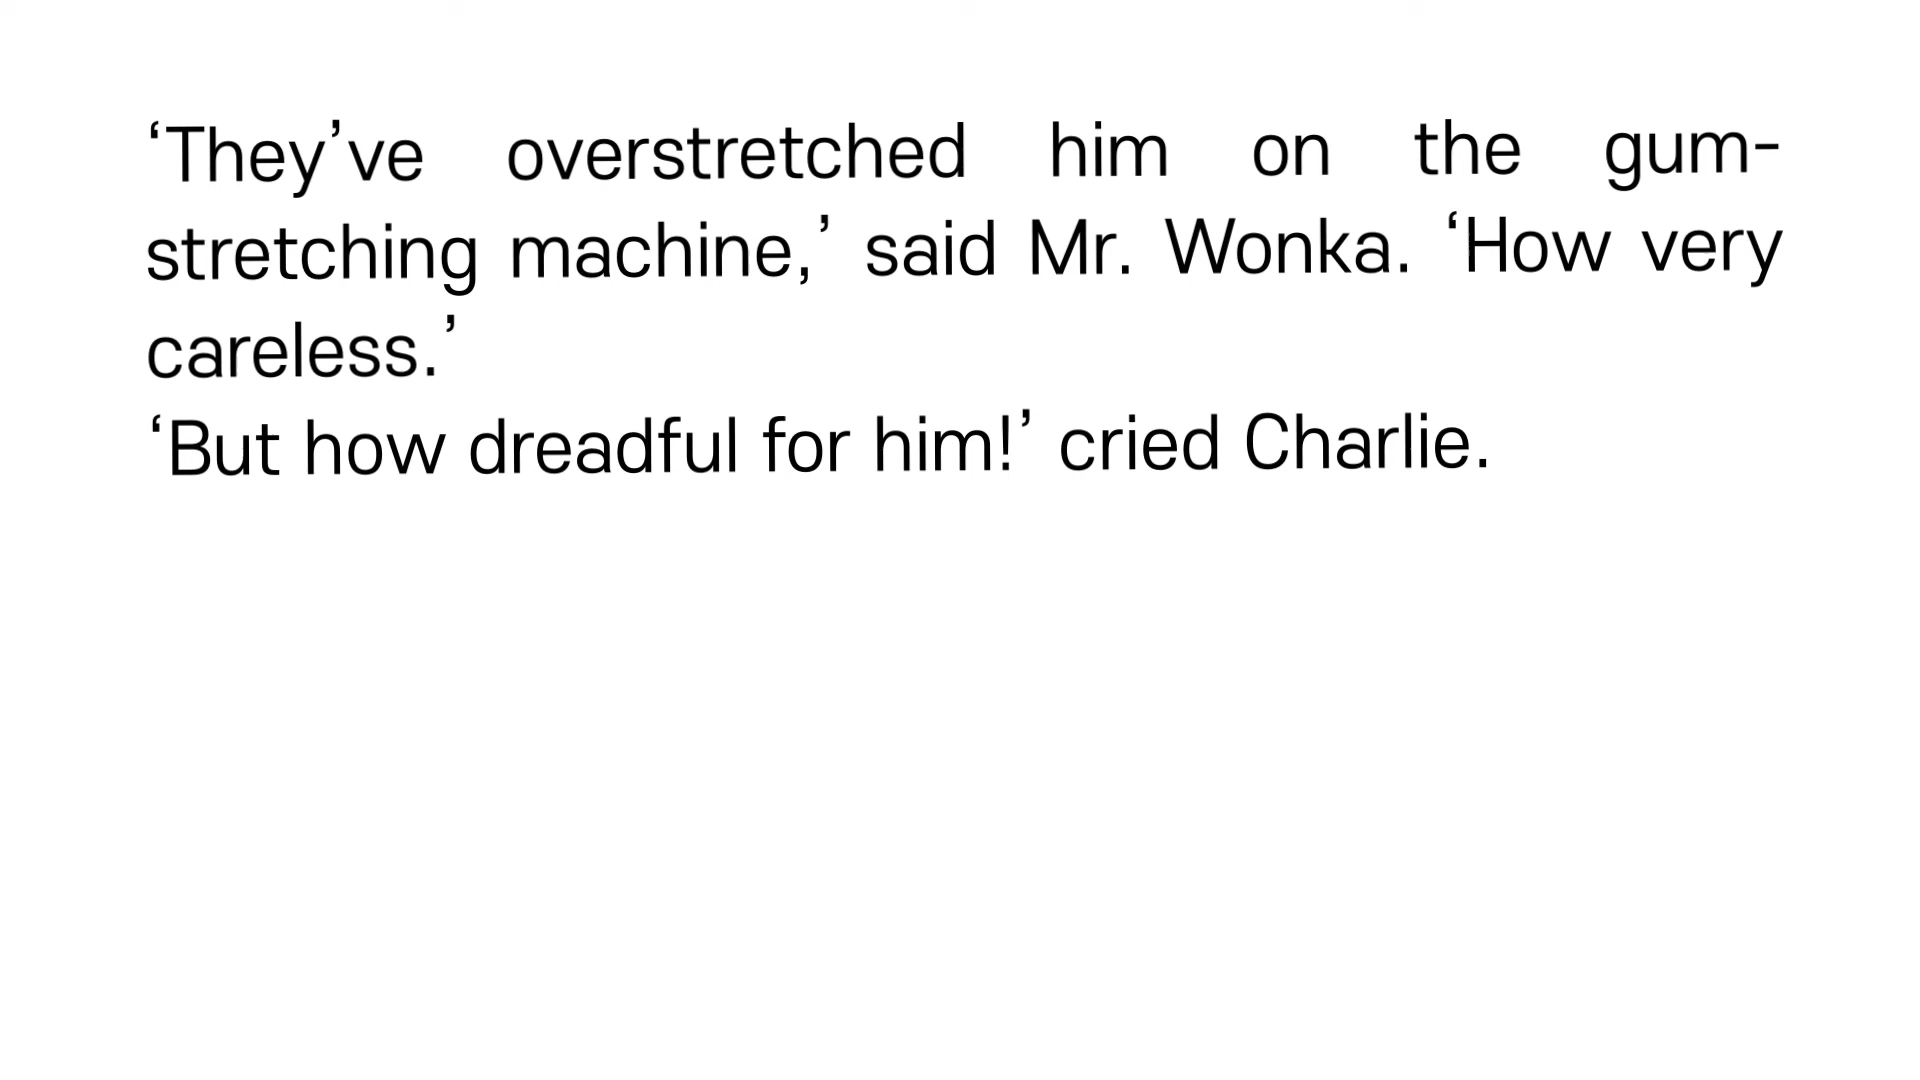 ‘They’ve overstretched him on the gum-
stretching machine,’ said Mr. Wonka. ‘How very
careless.’
‘But how dreadful for him!’ cried Charlie.